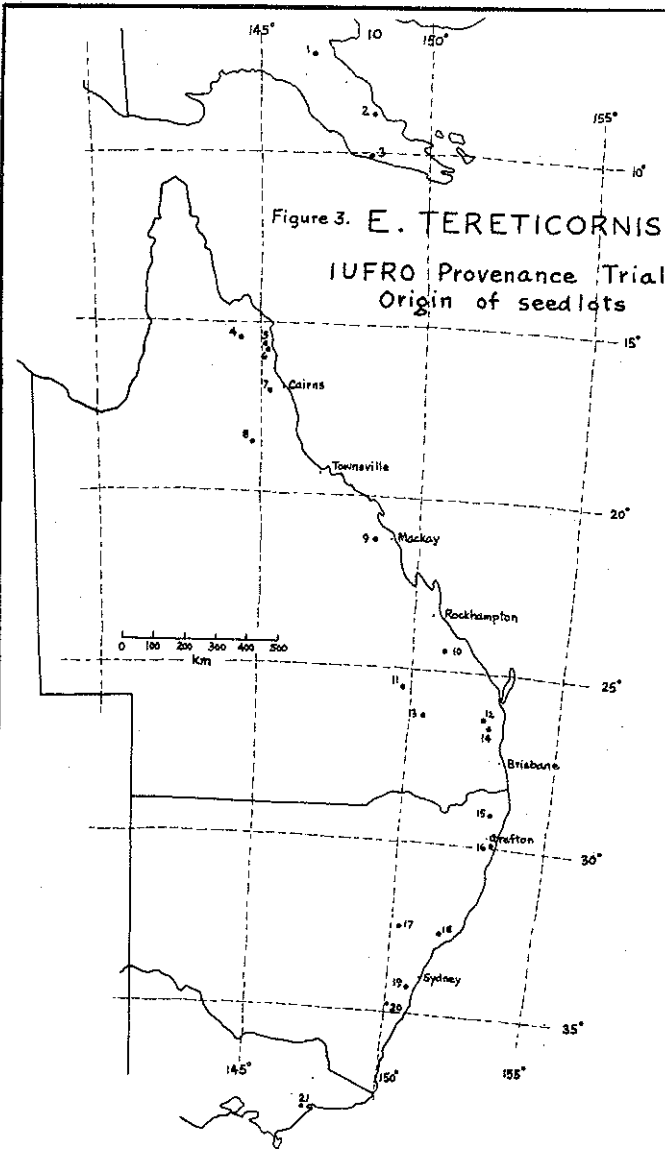 145°
10
150°
1
2
155°
3
10°
Figure 3. E. TERETICORNIS
IUFRO Provenance Trial
Origin of seedlots
15°
4
5
6
7
Cairns
8
Townsville
20°
9
Mackay
Rockhampton
0 100 200 300 400 500
km
10
11
25°
13
12
14
Brisbane
15
Grafton
16
30°
17
18
19
Sydney
20
35°
145°
150°
155°
21